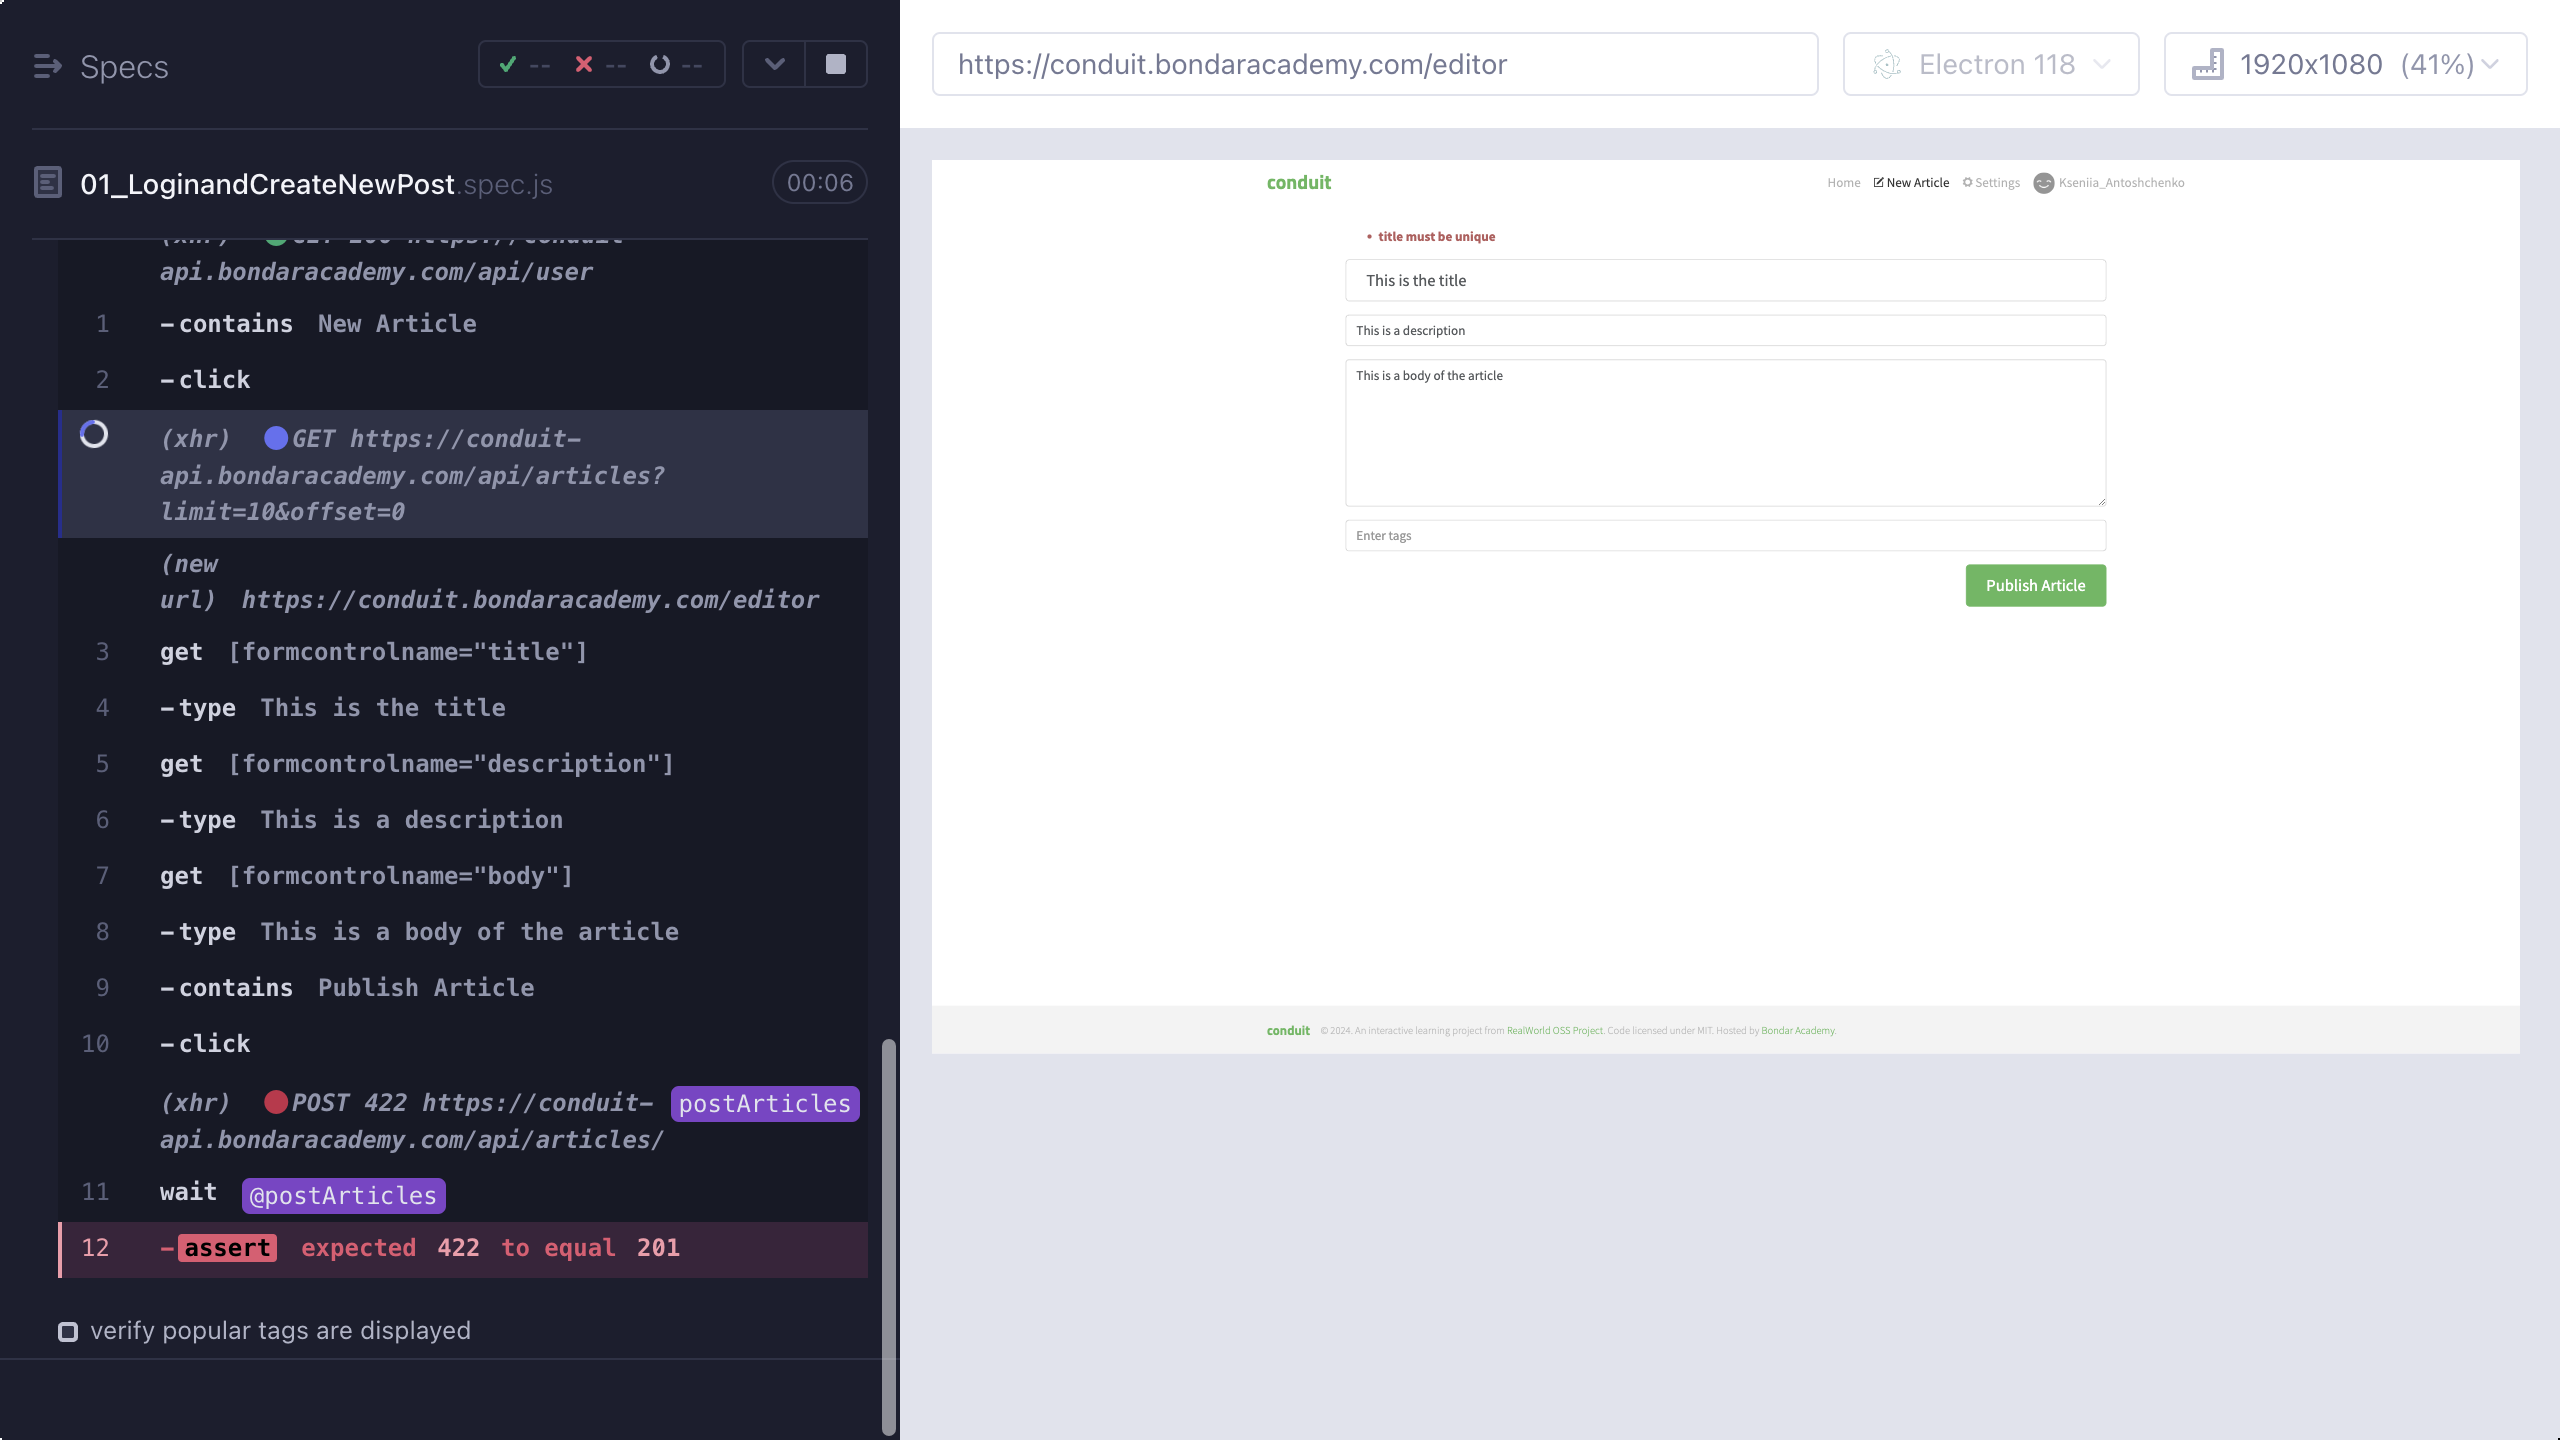 Specs
-- -- --
01_LoginandCreateNewPost.spec.js 00:06
(xhr) GET 200 https://conduit-
api.bondaracademy.com/api/user
1 -contains New Article
2 -click
(xhr) GET https://conduit-
api.bondaracademy.com/api/articles?
limit=10&offset=0
(new
url) https://conduit.bondaracademy.com/editor
3 get [formcontrolname="title"]
4 -type This is the title
5 get [formcontrolname="description"]
6 -type This is a description
7 get [formcontrolname="body"]
8 -type This is a body of the article
9 -contains Publish Article
10 -click
(xhr) POST 422 https://conduit- postArticles
api.bondaracademy.com/api/articles/
11 wait @postArticles
12 -assert expected 422 to equal 201
verify popular tags are displayed
https://conduit.bondaracademy.com/editor
Electron 118
1920x1080 (41%)
conduit
Home New Article Settings Kseniia_Antoshchenko
• title must be unique
This is the title
This is a description
This is a body of the article
Enter tags
Publish Article
conduit © 2024. An interactive learning project from RealWorld OSS Project. Code licensed under MIT. Hosted by Bondar Academy.